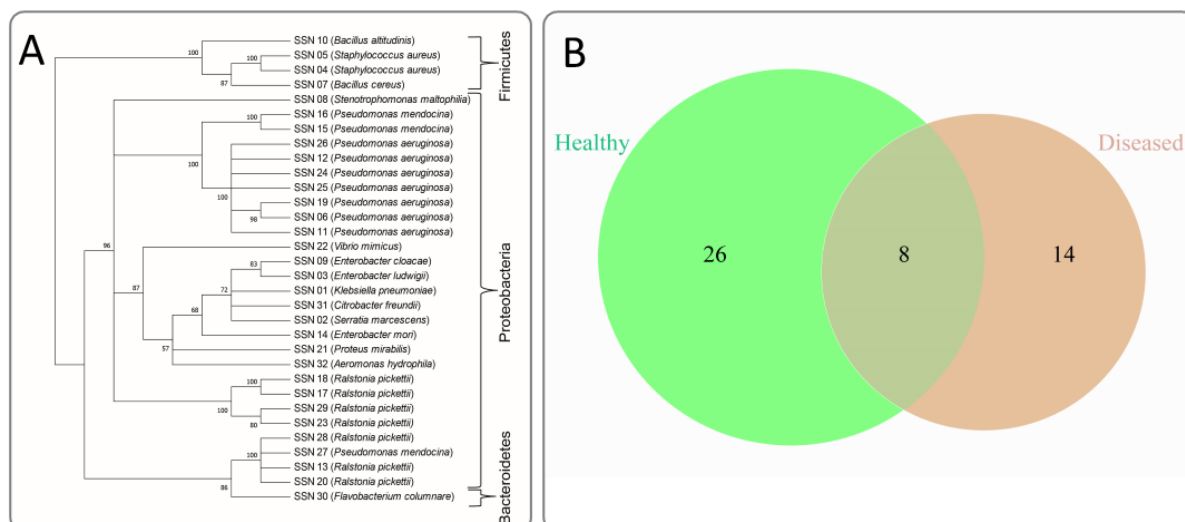 A
SSN 10 (Bacillus altitudinis)
SSN 05 (Staphylococcus aureus)
SSN 04 (Staphylococcus aureus)
SSN 07 (Bacillus cereus)
SSN 08 (Stenotrophomonas maltophilia)
SSN 16 (Pseudomonas mendocina)
SSN 15 (Pseudomonas mendocina)
SSN 26 (Pseudomonas aeruginosa)
SSN 12 (Pseudomonas aeruginosa)
SSN 24 (Pseudomonas aeruginosa)
SSN 25 (Pseudomonas aeruginosa)
SSN 19 (Pseudomonas aeruginosa)
SSN 06 (Pseudomonas aeruginosa)
SSN 11 (Pseudomonas aeruginosa)
SSN 22 (Vibrio mimicus)
SSN 09 (Enterobacter cloacae)
SSN 03 (Enterobacter ludwigii)
SSN 01 (Klebsiella pneumoniae)
SSN 31 (Citrobacter freundii)
SSN 02 (Serratia marcescens)
SSN 14 (Enterobacter mori)
SSN 21 (Proteus mirabilis)
SSN 32 (Aeromonas hydrophila)
SSN 18 (Ralstonia pickettii)
SSN 17 (Ralstonia pickettii)
SSN 29 (Ralstonia pickettii)
SSN 23 (Ralstonia pickettii)
SSN 28 (Ralstonia pickettii)
SSN 27 (Pseudomonas mendocina)
SSN 13 (Ralstonia pickettii)
SSN 20 (Ralstonia pickettii)
SSN 30 (Flavobacterium columnare)
100
100
87
100
100
100
98
96
83
87
72
68
57
100
100
80
100
86
Firmicutes
Proteobacteria
Bacteroidetes
B
Healthy
Diseased
26
8
14